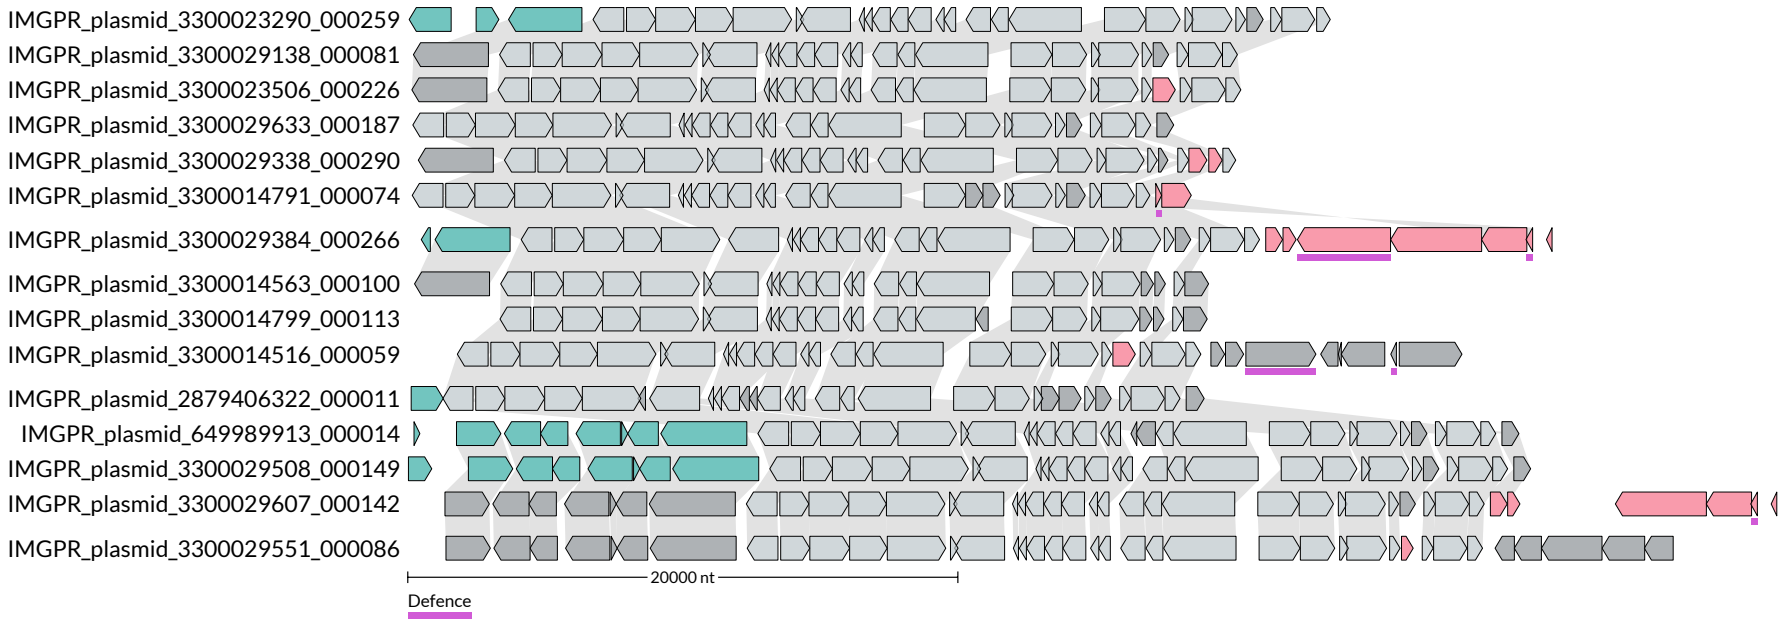 IMGPR_plasmid_3300023290_000259
IMGPR_plasmid_3300029138_000081
IMGPR_plasmid_3300023506_000226
IMGPR_plasmid_3300029633_000187
IMGPR_plasmid_3300029338_000290
IMGPR_plasmid_3300014791_000074
IMGPR_plasmid_3300029384_000266
IMGPR_plasmid_3300014563_000100
IMGPR_plasmid_3300014799_000113
IMGPR_plasmid_3300014516_000059
IMGPR_plasmid_2879406322_000011
IMGPR_plasmid_649989913_000014
IMGPR_plasmid_3300029508_000149
IMGPR_plasmid_3300029607_000142
IMGPR_plasmid_3300029551_000086
20000 nt
Defence